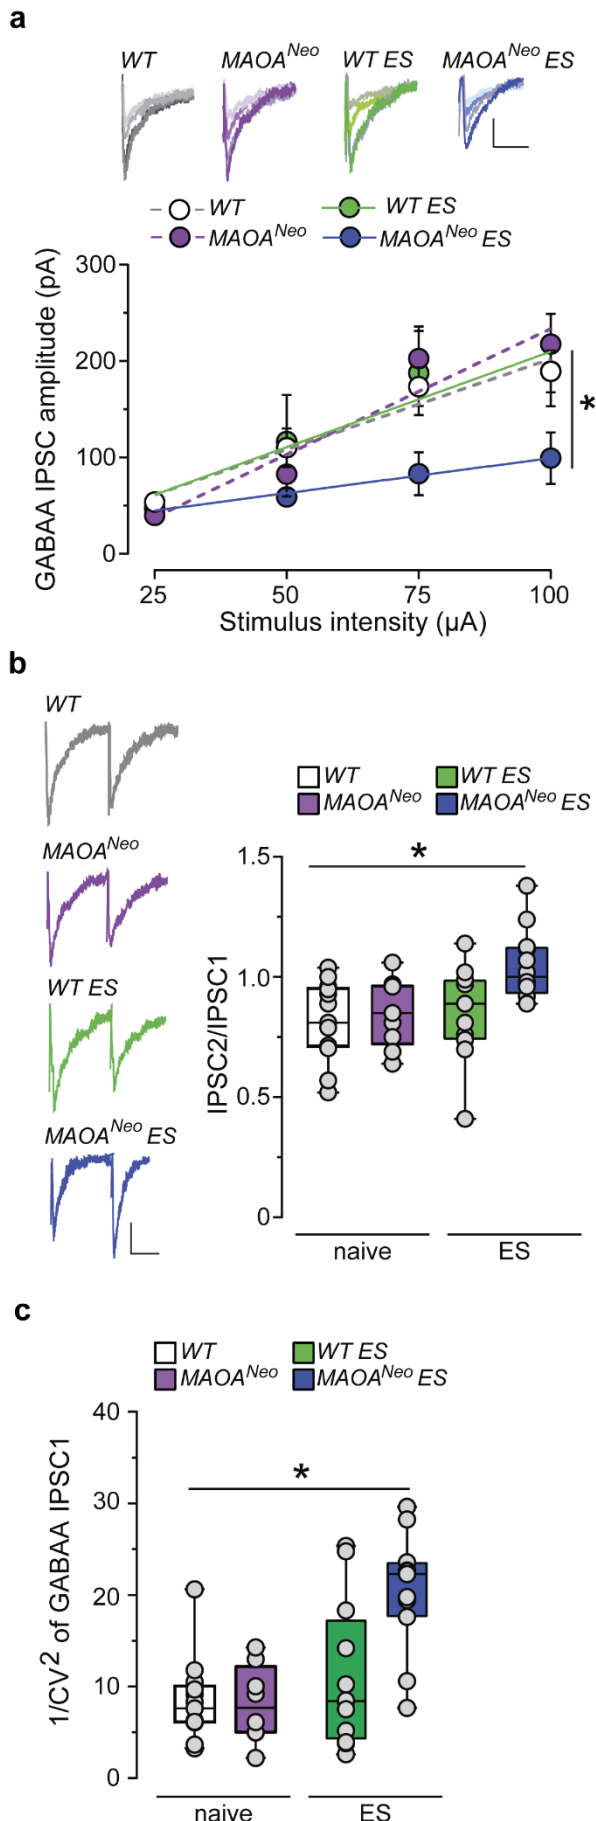 a
WT MAOA^Neo WT ES MAOA^Neo ES
WT WT ES
MAOA^Neo MAOA^Neo ES
GABAA IPSC amplitude (pA)
300
200
100
0
*
25 50 75 100
Stimulus intensity (µA)
b
WT
MAOA^Neo
WT ES
MAOA^Neo ES
WT WT ES
MAOA^Neo MAOA^Neo ES
IPSC2/IPSC1
1.5
1.0
0.5
0
*
naive ES
c
WT WT ES
MAOA^Neo MAOA^Neo ES
1/CV² of GABAA IPSC1
40
30
20
10
0
*
naive ES